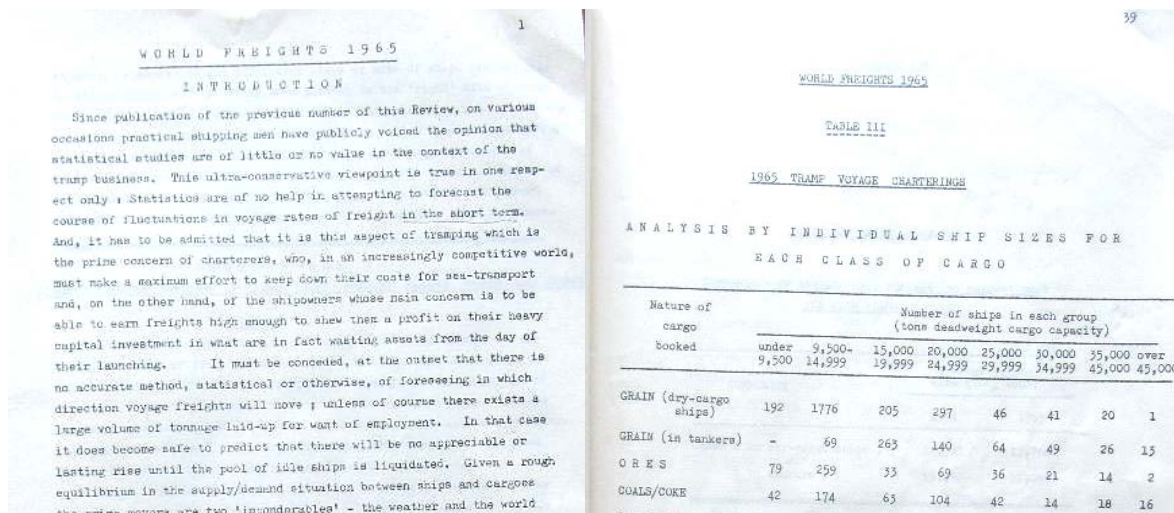 1
WORLD FREIGHTS 1965
INTRODUCTION
Since publication of the previous number of this Review, on various
occasions practical shipping men have publicly voiced the opinion that
statistical studies are of little or no value in the context of the
tramp business. This ultra-conservative viewpoint is true in one resp-
ect only ; Statistics are of no help in attempting to forecast the
course of fluctuations in voyage rates of freight in the short term.
And, it has to be admitted that it is this aspect of tramping which is
the prime concern of charterers, who, in an increasingly competitive world,
must make a maximum effort to keep down their costs for sea-transport
and, on the other hand, of the shipowners whose main concern is to be
able to earn freights high enough to shew them a profit on their heavy
capital investment in what are in fact wasting assets from the day of
their launching. It must be conceded, at the outset that there is
no accurate method, statistical or otherwise, of foreseeing in which
direction voyage freights will move ; unless of course there exists a
large volume of tonnage laid-up for want of employment. In that case
it does become safe to predict that there will be no appreciable or
lasting rise until the pool of idle ships is liquidated. Given a rough
equilibrium in the supply/demand situation between ships and cargoes
the prime movers are two 'imponderables' - the weather and the world
39
WORLD FREIGHTS 1965
TABLE III
1965 TRAMP VOYAGE CHARTERINGS
ANALYSIS BY INDIVIDUAL SHIP SIZES FOR
EACH CLASS OF CARGO
Nature of cargo booked
Number of ships in each group
(tons deadweight cargo capacity)
under 9,500- 15,000 20,000 25,000 30,000 35,000 over
9,500 14,999 19,999 24,999 29,999 34,999 45,000 45,000
GRAIN (dry-cargo
ships) 192 1776 205 297 46 41 20 1
GRAIN (in tankers) - 69 263 140 64 49 26 15
ORES 79 259 33 69 36 21 14 2
COALS/COKE 42 174 63 104 42 14 18 16